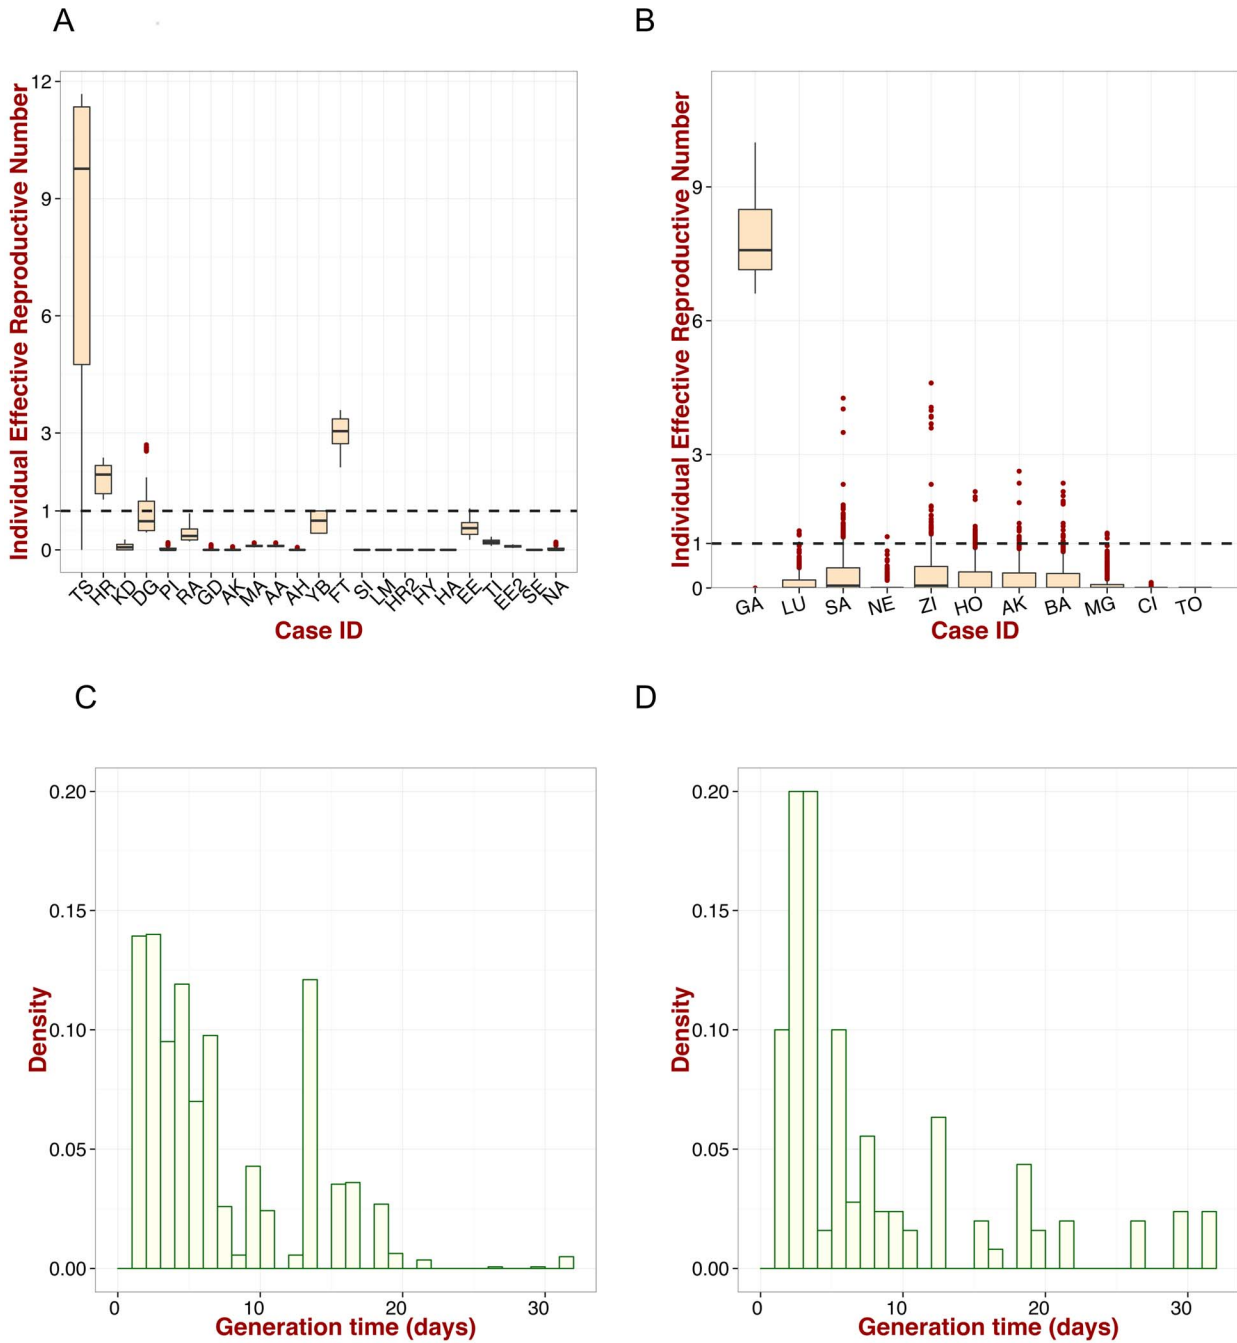 A
B
Individual Effective Reproductive Number
12
9
6
3
1
0
TS HR KD DG PI RA GD AK MA AA AH YB FT SI LM HR2 HY HA EE TI EE2 SE NA
Case ID
Individual Effective Reproductive Number
9
6
3
1
0
GA LU SA NE ZI HO AK BA MG CI TO
Case ID
C
D
Density
0.20
0.15
0.10
0.05
0.00
0 10 20 30
Generation time (days)
Density
0.20
0.15
0.10
0.05
0.00
0 10 20 30
Generation time (days)